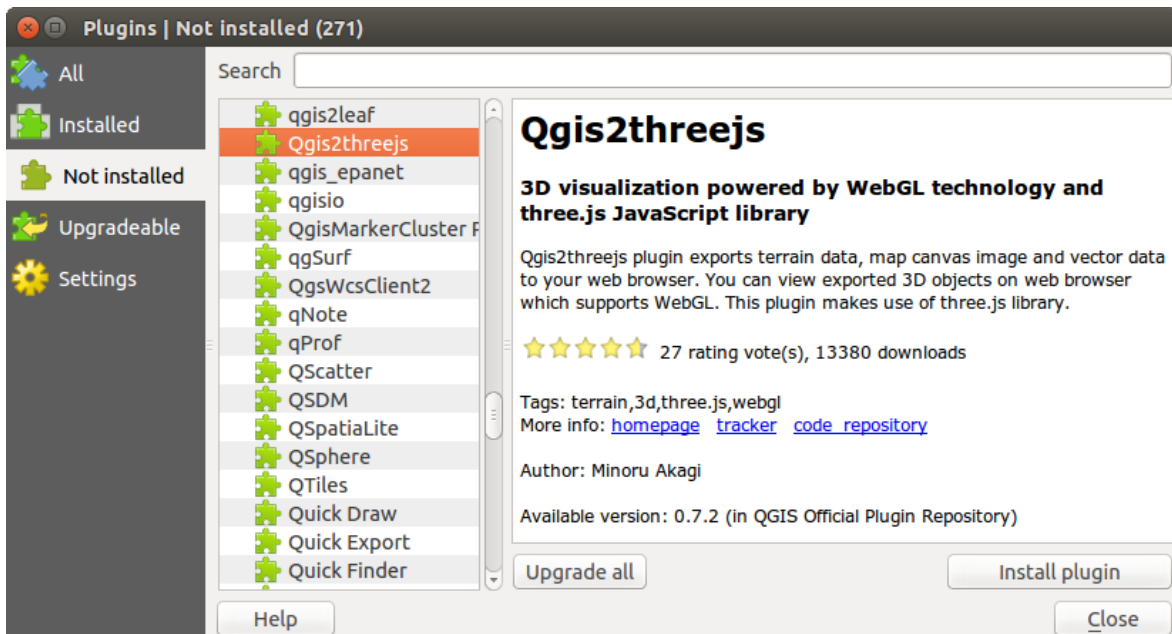 Plugins | Not installed (271)
All
Installed
Not installed
Upgradeable
Settings
Search
qgis2leaf
Qgis2threejs
qgis_epanet
qgisio
QgisMarkerCluster
qgSurf
QgsWcsClient2
qNote
qProf
QScatter
QSDM
QSpatiaLite
QSphere
QTiles
Quick Draw
Quick Export
Quick Finder
Qgis2threejs
3D visualization powered by WebGL technology and
three.js JavaScript library
Qgis2threejs plugin exports terrain data, map canvas image and vector data
to your web browser. You can view exported 3D objects on web browser
which supports WebGL. This plugin makes use of three.js library.
27 rating vote(s), 13380 downloads
Tags: terrain,3d,three.js,webgl
More info: homepage tracker code repository
Author: Minoru Akagi
Available version: 0.7.2 (in QGIS Official Plugin Repository)
Upgrade all
Install plugin
Help
Close